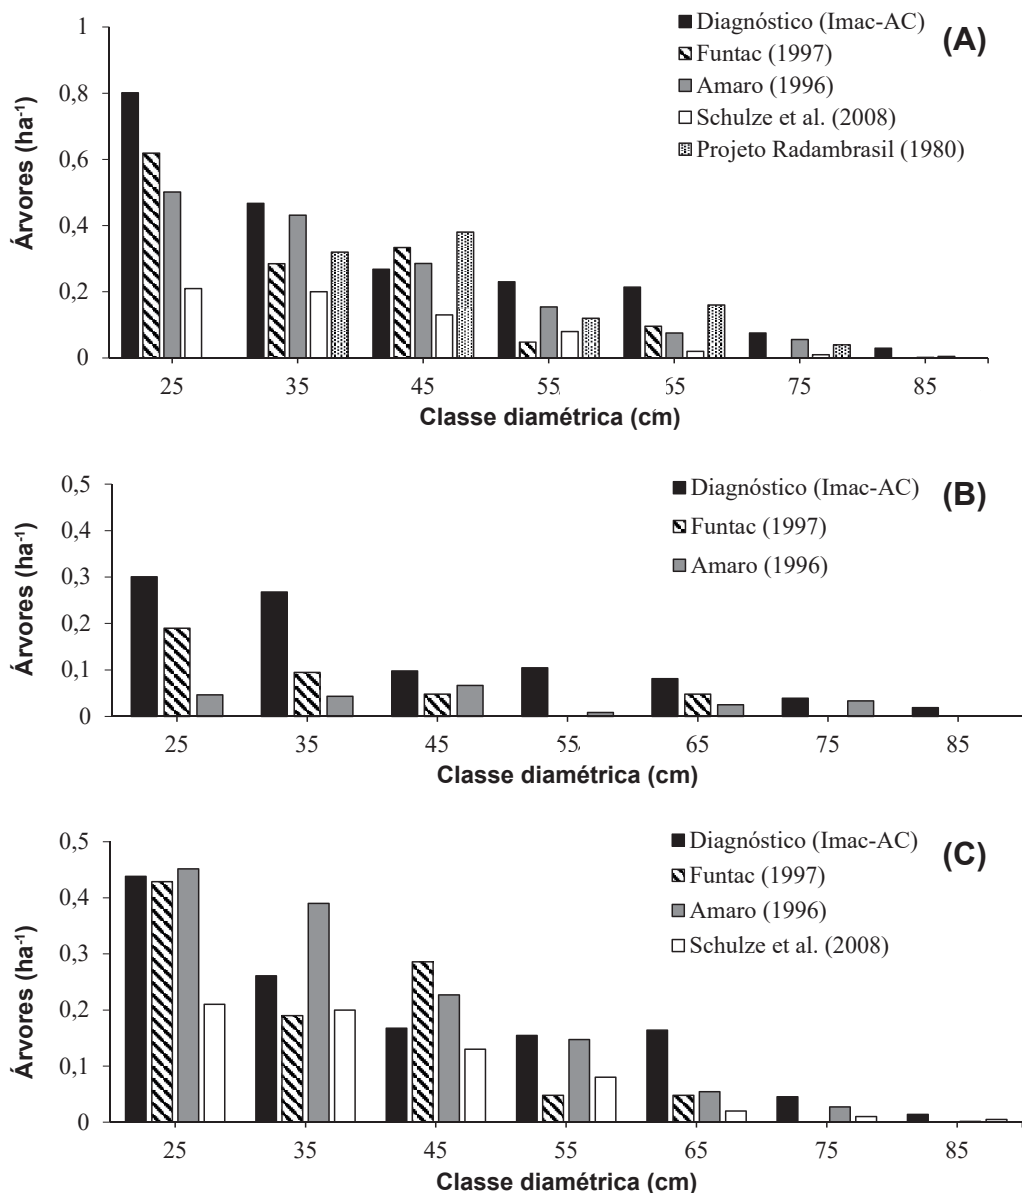 1
0,8
0,6
0,4
0,2
0
Árvores (ha⁻¹)
Diagnóstico (Imac-AC)
Funtac (1997)
Amaro (1996)
Schulze et al. (2008)
Projeto Radambrasil (1980)
(A)
25 35 45 55 65 75 85
Classe diamétrica (cm)
0,5
0,4
0,3
0,2
0,1
0
Árvores (ha⁻¹)
Diagnóstico (Imac-AC)
Funtac (1997)
Amaro (1996)
(B)
25 35 45 55 65 75 85
Classe diamétrica (cm)
0,5
0,4
0,3
0,2
0,1
0
Árvores (ha⁻¹)
Diagnóstico (Imac-AC)
Funtac (1997)
Amaro (1996)
Schulze et al. (2008)
(C)
25 35 45 55 65 75 85
Classe diamétrica (cm)